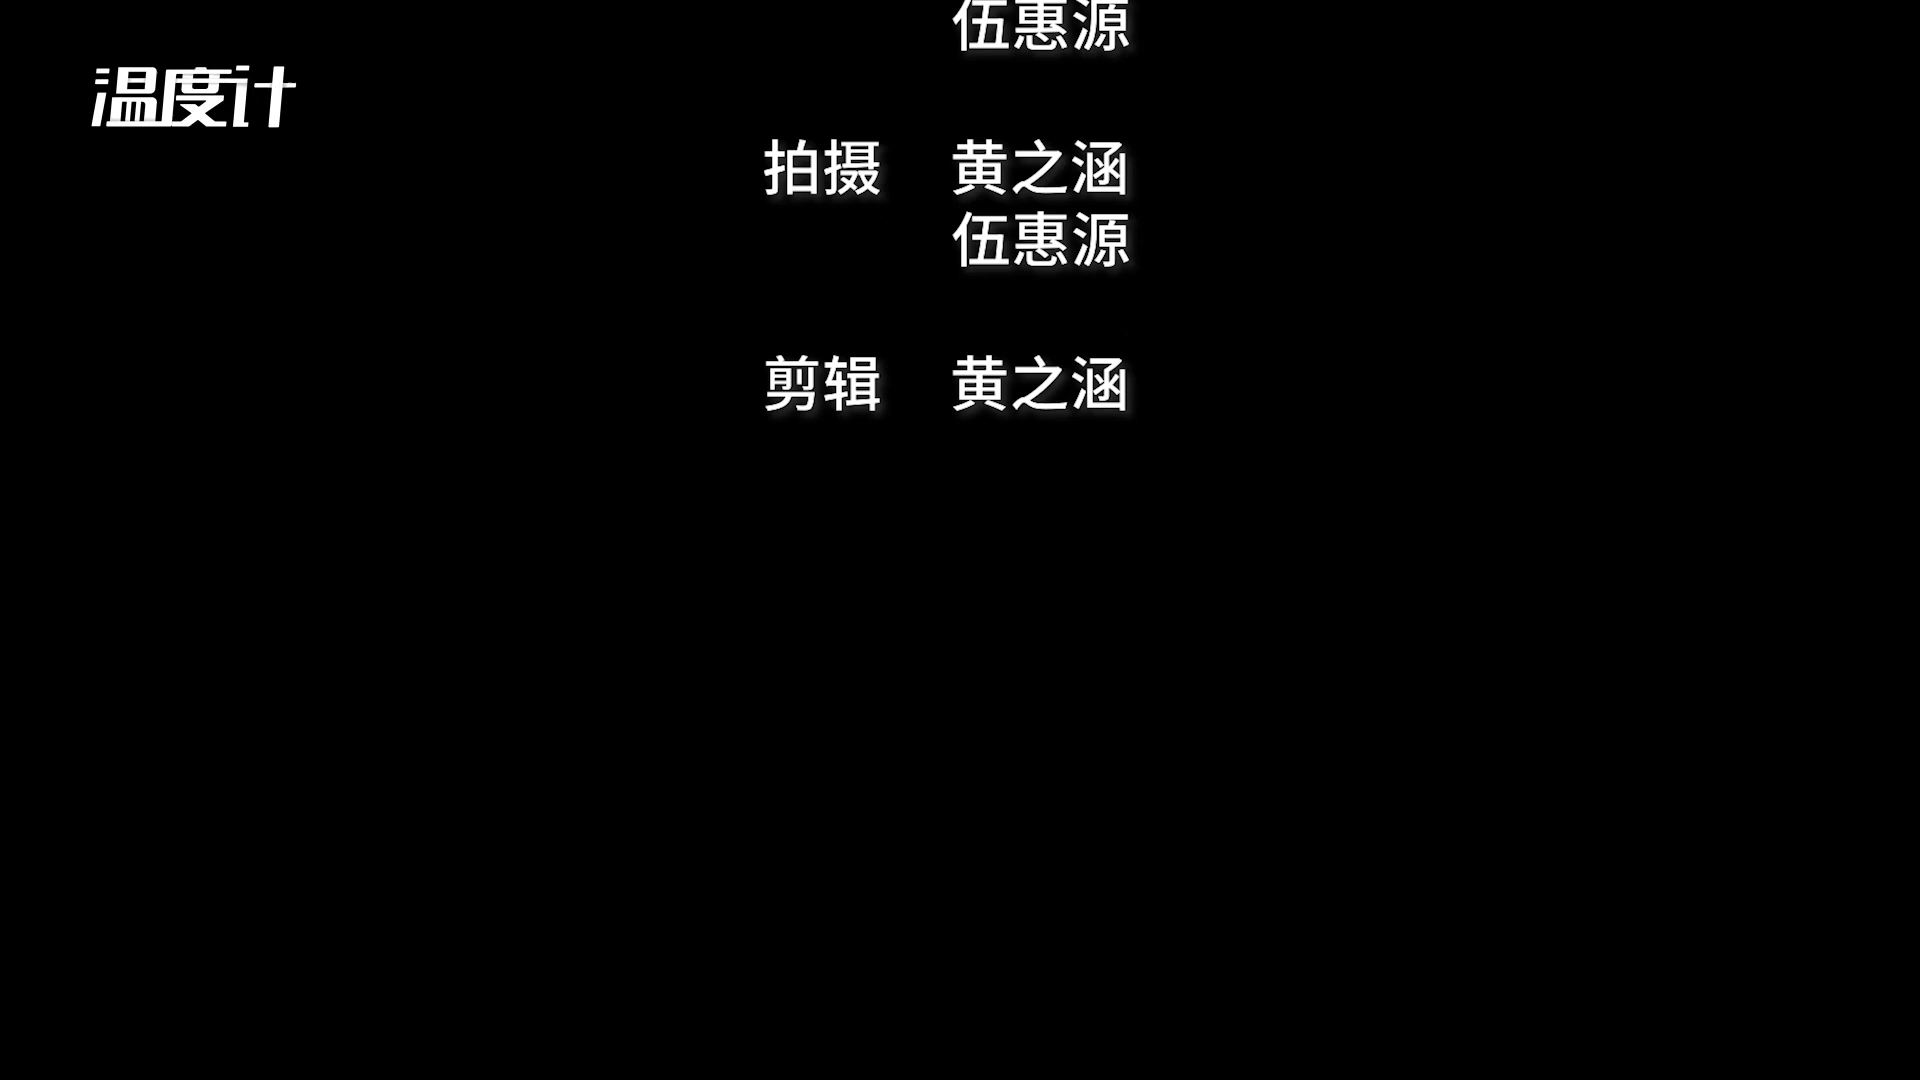 伍惠源
温度计
拍摄 黄之涵
伍惠源
剪辑 黄之涵